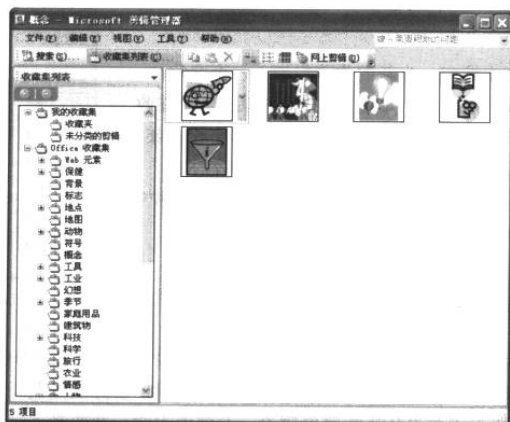 概念 - Microsoft 剪辑管理器
文件(F) 编辑(E) 视图(V) 工具(T) 帮助(H)
搜索(S)... 收藏集列表(C) 网上剪辑(O)
收藏集列表
我的收藏集
收藏夹
未分类的剪辑
Office 收藏集
Web 元素
保健
背景
标志
地点
地图
动物
符号
概念
工具
工业
幻想
季节
家庭用品
建筑物
科技
科学
旅行
农业
情感
人物
5 项目